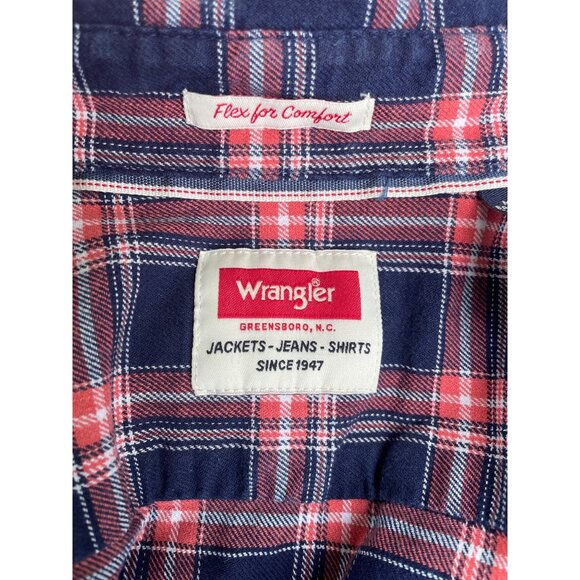 Flex for Comfort
Wrangler®
GREENSBORO, N.C.
JACKETS - JEANS - SHIRTS
SINCE 1947